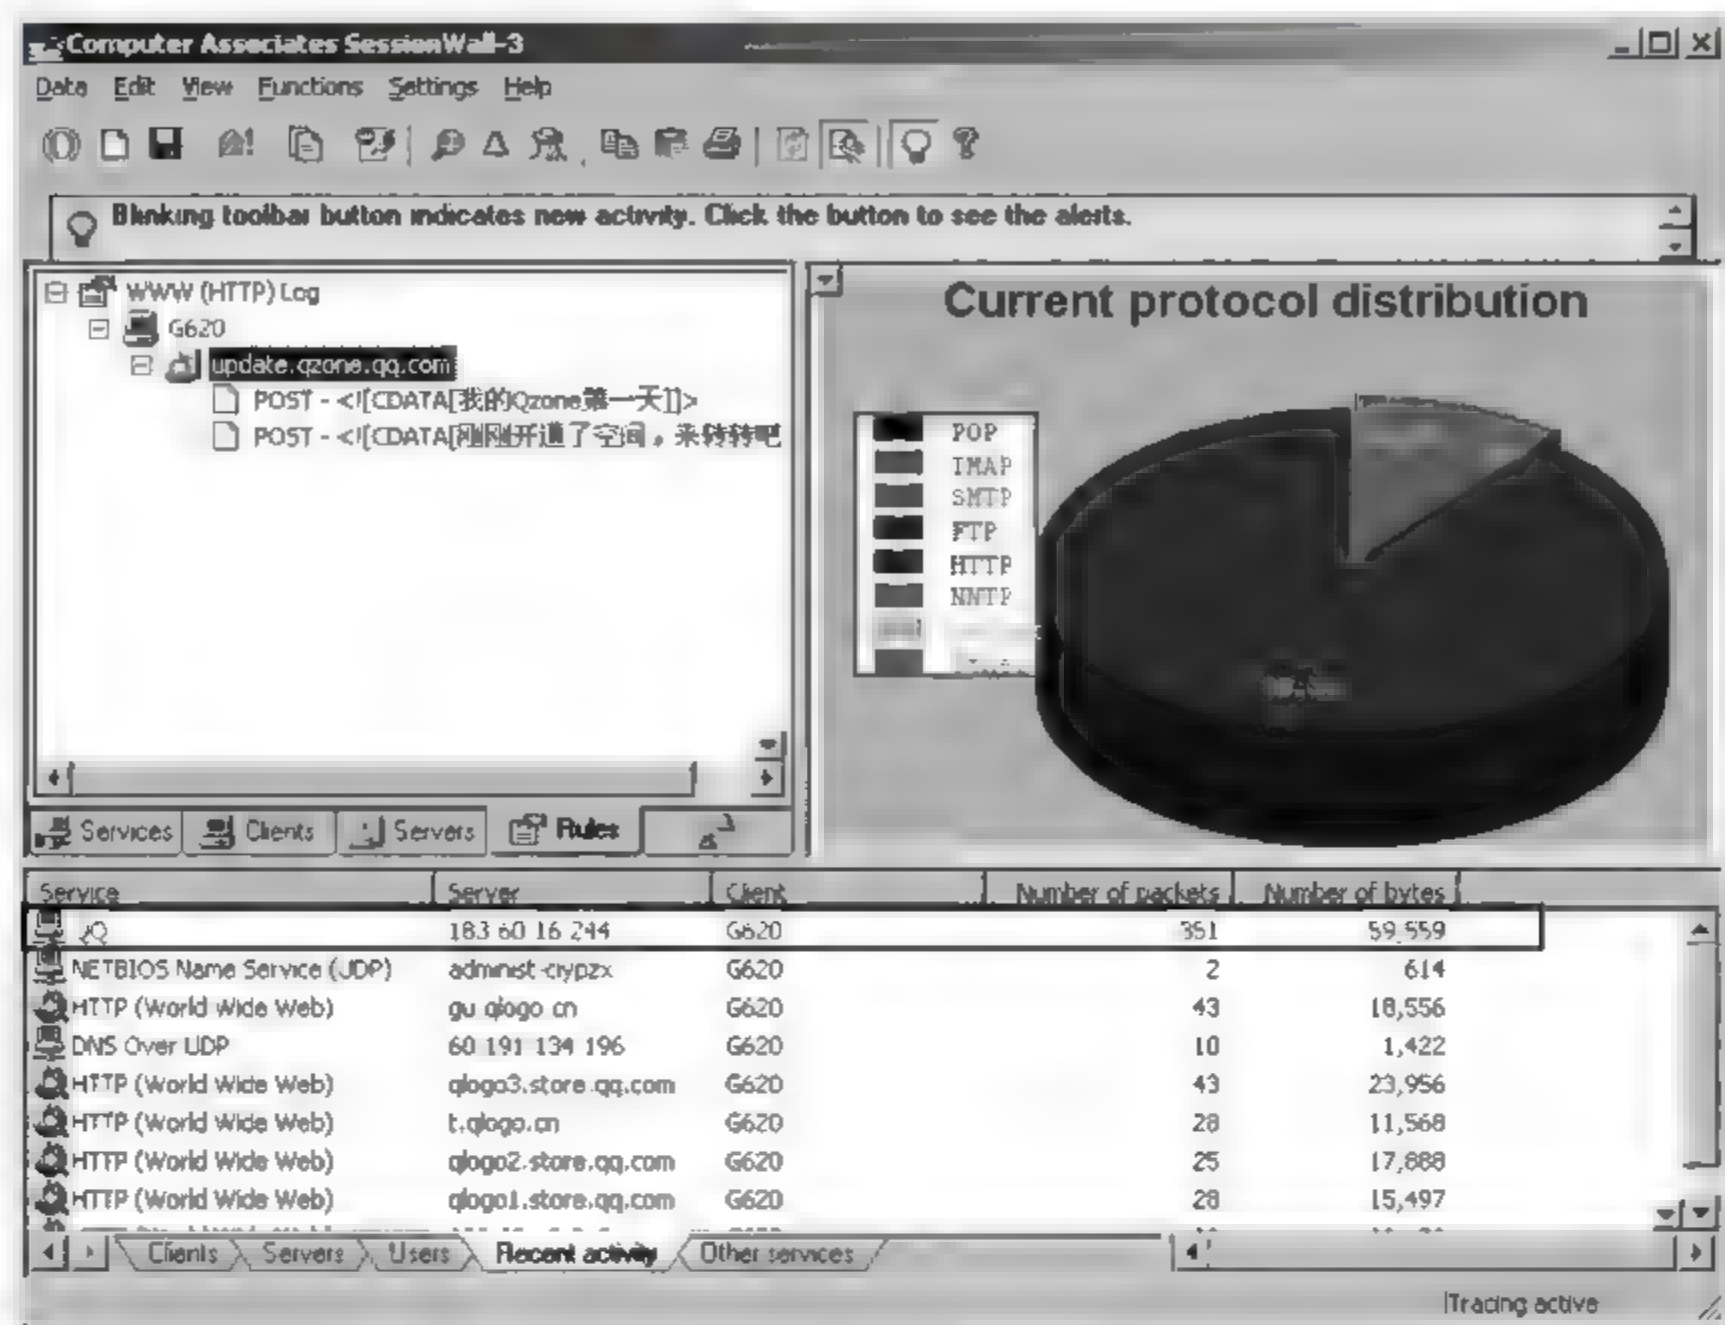 Computer Associates SessionWall-3
Data Edit View Functions Settings Help
Blinking toolbar button indicates new activity. Click the button to see the alerts.
WWW (HTTP) Log
G620
update.qzone.qq.com
POST - <![CDATA[我的Qzone第一天]]>
POST - <![CDATA[刚刚开通了空间，来转转吧
Services Clients Servers Rules
Current protocol distribution
POP
IMAP
SMTP
FTP
HTTP
NNTP
Service Server Client Number of packets Number of bytes
183 60 16 244 G620 351 59,559
NETBIOS Name Service (UDP) G620 2 614
HTTP (World Wide Web) gu qlogo cn G620 43 18,556
DNS Over UDP 60 191 134 196 G620 10 1,422
HTTP (World Wide Web) qlogo3.store.qq.com G620 43 23,956
HTTP (World Wide Web) t.qlogo.cn G620 28 11,568
HTTP (World Wide Web) qlogo2.store.qq.com G620 25 17,888
HTTP (World Wide Web) qlogo1.store.qq.com G620 28 15,497
Clients Servers Users Recent activity Other services
Tracing active